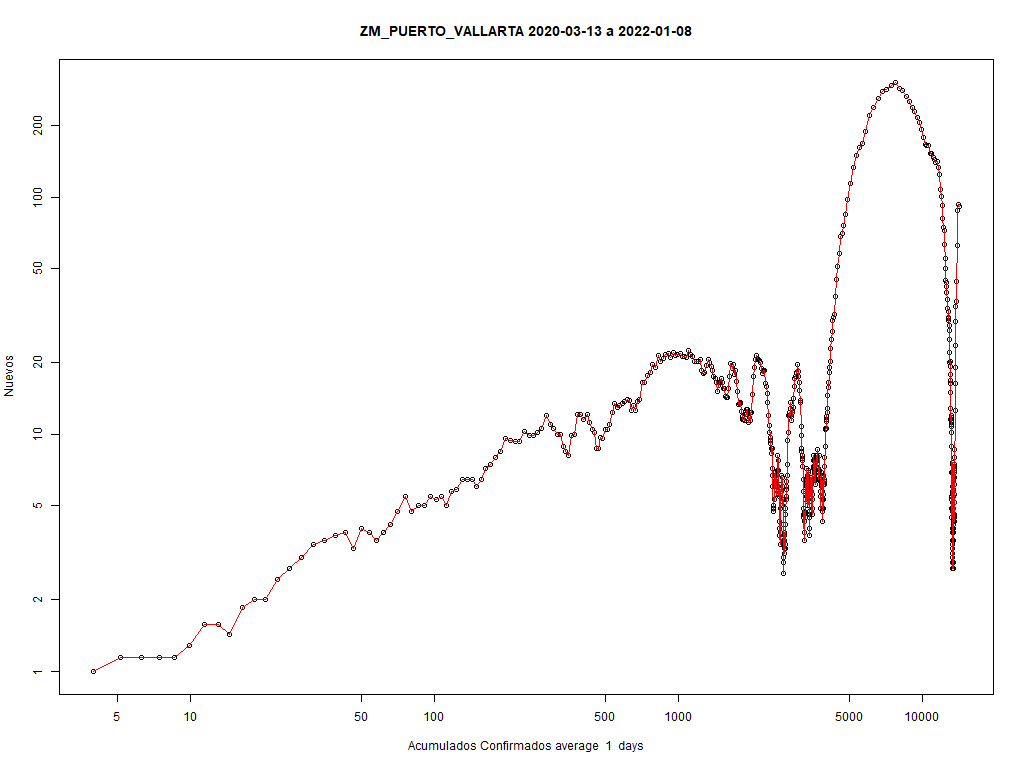 ZM_PUERTO_VALLARTA 2020-03-13 a 2022-01-08
200
100
50
20
10
5
2
1
Nuevos
5 10 50 100 500 1000 5000 10000
Acumulados Confirmados average 1 days